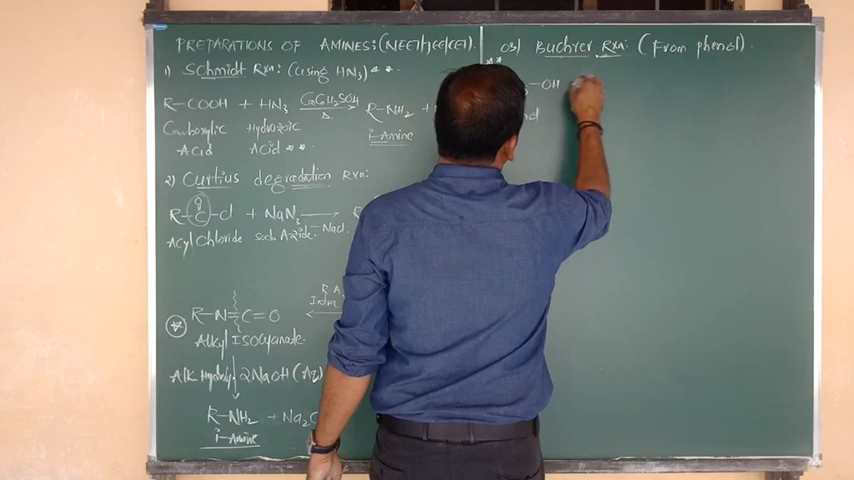 PREPARATIONS OF AMINES:(NEET/JEE/CET).
1) Schmidt Rxn: (Using HN3) **.
R-COOH + HN3 Con.H2SO4 Δ R-NH2 +
Carboxylic Hydrazoic 1°-Amine
Acid Acid **
2) Curtius degradation Rxn:
O
R-C-Cl + NaN3 -NaCl R
Acyl Chloride Sod. Azide
R.A.
R-N=C=O
Alkyl ISOCyanate
Alk Hydroly. 2NaOH (Aq)
R-NH2 + Na2C
1°-Amine
03) Buchrer Rxn: (From phenol).
**
-OH